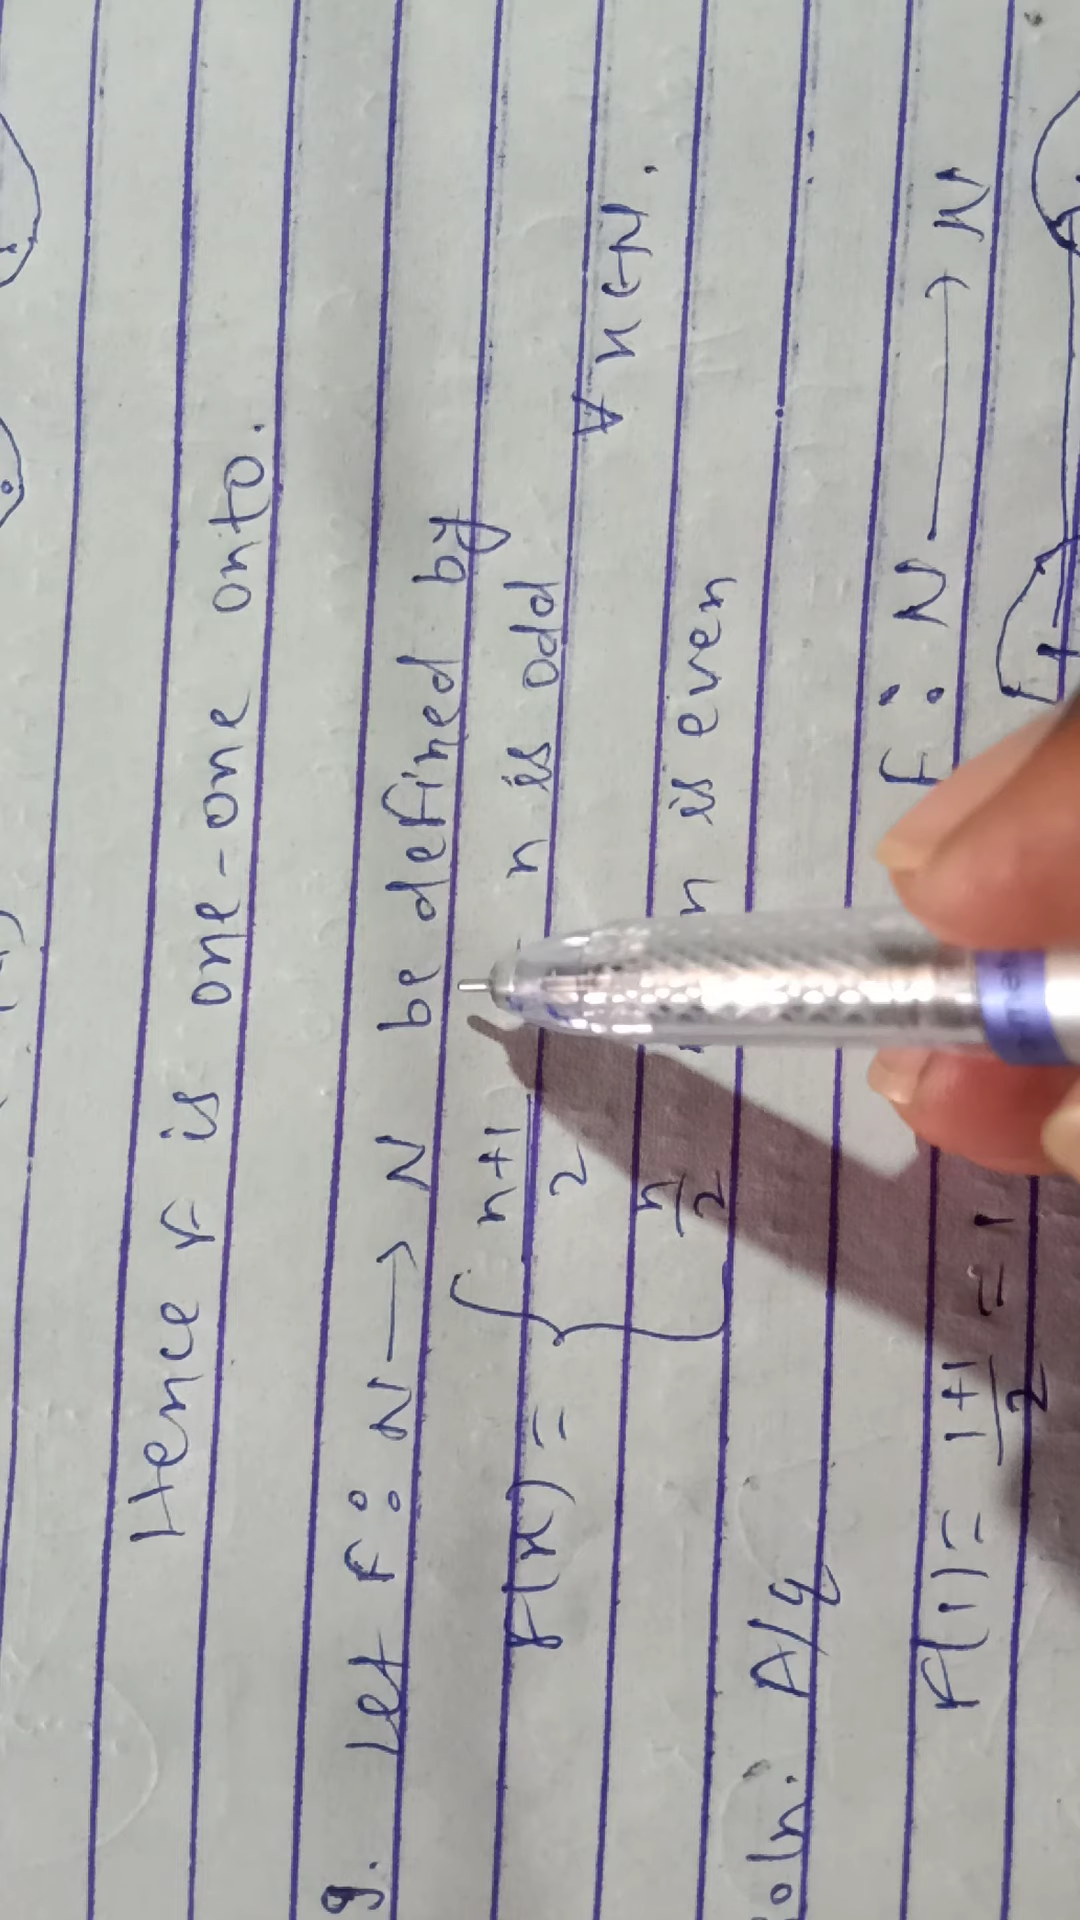 Hence F is one-one onto.
9. Let F : N → N be defined by
F(x) = { n+1/2 n is odd
∀ n ∈ N.
n/2 n is even
Soln: A/q
F : N → N
F(1) = 1+1/2 = 1